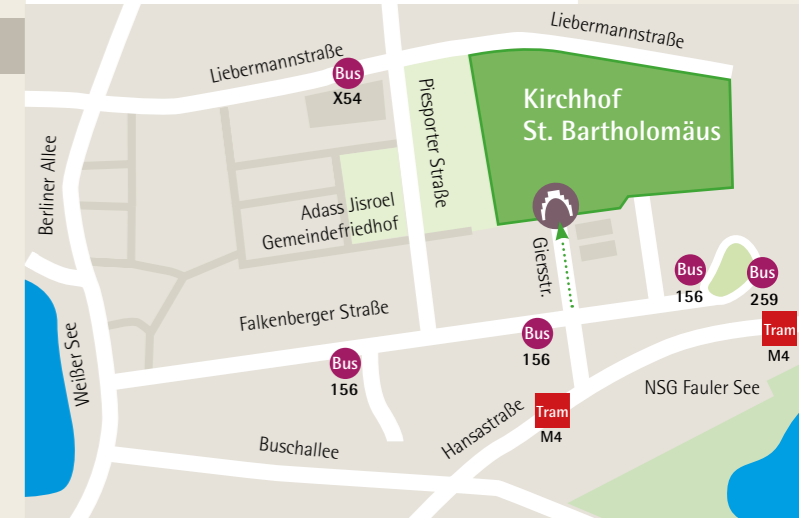 Liebermannstraße
Liebermannstraße
Bus
X54
Kirchhof
St. Bartholomäus
Piesporter Straße
Berliner Allee
Adass Jisroel
Gemeindefriedhof
Giersstr.
Bus
156
Bus
259
Falkenberger Straße
Bus
156
Tram
M4
Weißer See
Bus
156
NSG Fauler See
Tram
M4
Hansastraße
Buschallee